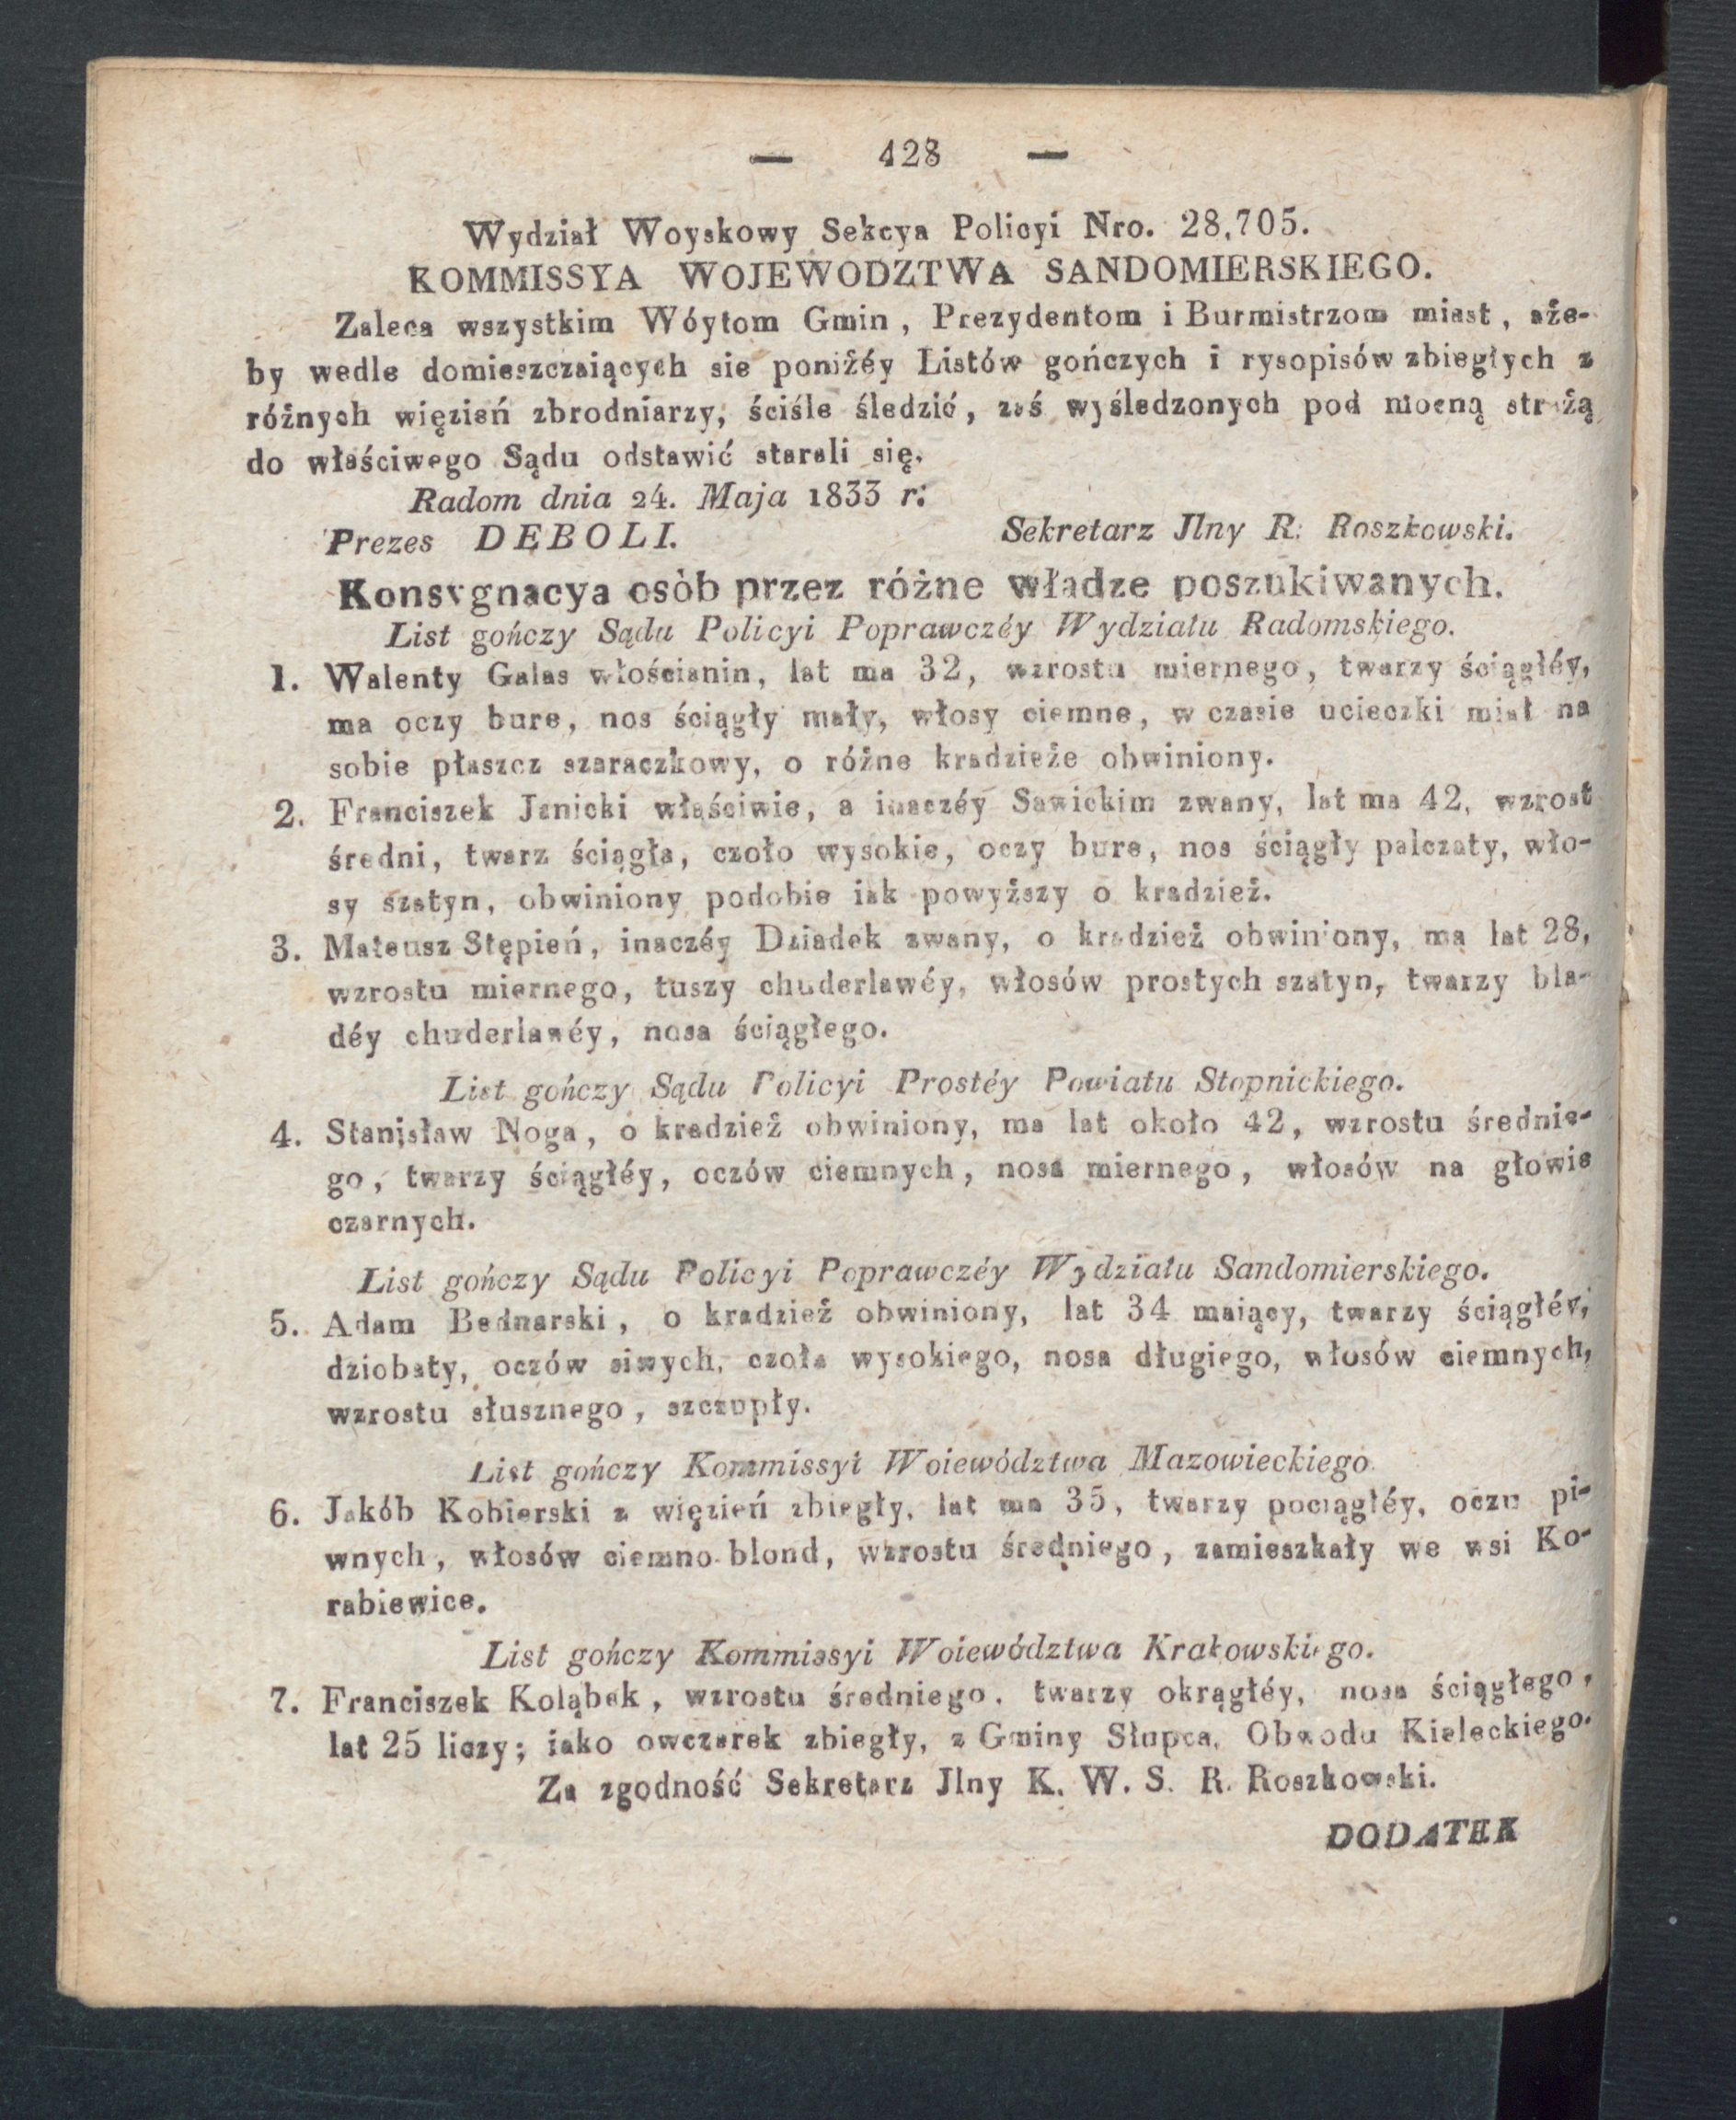 — 428 —
Wydział Woyskowy Sekcya Policyi Nro. 28,705.
KOMMISSYA WOJEWODZTWA SANDOMIERSKIEGO.
Zaleca wszystkim Wóytom Gmin, Prezydentom i Burmistrzom miast, aże-
by wedle domieszczaiących sie poniżéy Listów gończych i rysopisów zbiegłych z
różnych więzień zbrodniarzy, ściśle śledzić, zaś wyśledzonych pod mocną strażą
do właściwego Sądu odstawić starali się.
Radom dnia 24. Maja 1833 r:
Prezes DEBOLI.
Sekretarz Jlny R: Roszkowski.
Konsygnacya osòb przez różne władze poszukiwanych.
List gończy Sądu Policyi Poprawczéy Wydziału Radomskiego.
1. Walenty Galas włościanin, lat ma 32, wzrostu miernego, twarzy ściągłéy,
ma oczy bure, nos ściągły mały, włosy ciemne, w czasie ucieczki miał na
sobie płaszcz szaraczkowy, o różne kradzieże obwiniony.
2. Franciszek Janicki właściwie, a inaczéy Sawickim zwany, lat ma 42, wzrost
średni, twarz ściągła, czoło wysokie, oczy bure, nos ściągły palczaty, wło-
sy szatyn, obwiniony podobie iak powyższy o kradzież.
3. Mateusz Stępień, inaczéy Dziadek zwany, o kradzież obwiniony, ma lat 28,
wzrostu miernego, tuszy chuderlawéy, włosów prostych szatyn, twarzy bla-
déy chuderlawéy, nosa ściągłego.
List gończy Sądu Policyi Prostéy Powiatu Stopnickiego.
4. Stanisław Noga, o kradzież obwiniony, ma lat około 42, wzrostu średnie-
go, twarzy ściągłéy, oczów ciemnych, nosa miernego, włosów na głowie
czarnych.
List gończy Sądu Policyi Poprawczéy Wydziału Sandomierskiego.
5. Adam Bednarski, o kradzież obwiniony, lat 34 maiący, twarzy ściągłéy,
dziobaty, oczów siwych, czoła wysokiego, nosa długiego, włosów ciemnych,
wzrostu słusznego, szczupły.
List gończy Kommissyi Woiewództwa Mazowieckiego.
6. Jakób Kobierski z więzień zbiegły, lat ma 35, twarzy pociągłéy, oczu pi-
wnych, włosów ciemno-blond, wzrostu średniego, zamieszkały we wsi Ko-
rabiewice.
List gończy Kommissyi Woiewództwa Krakowskiego.
7. Franciszek Koląbek, wzrostu średniego, twarzy okrągłéy, nosa ściągłego,
lat 25 liczy; iako owczarek zbiegły, z Gminy Słupca, Obwodu Kieleckiego.
Za zgodność Sekretarz Jlny K. W. S. R. Roszkowski.
DODATEK